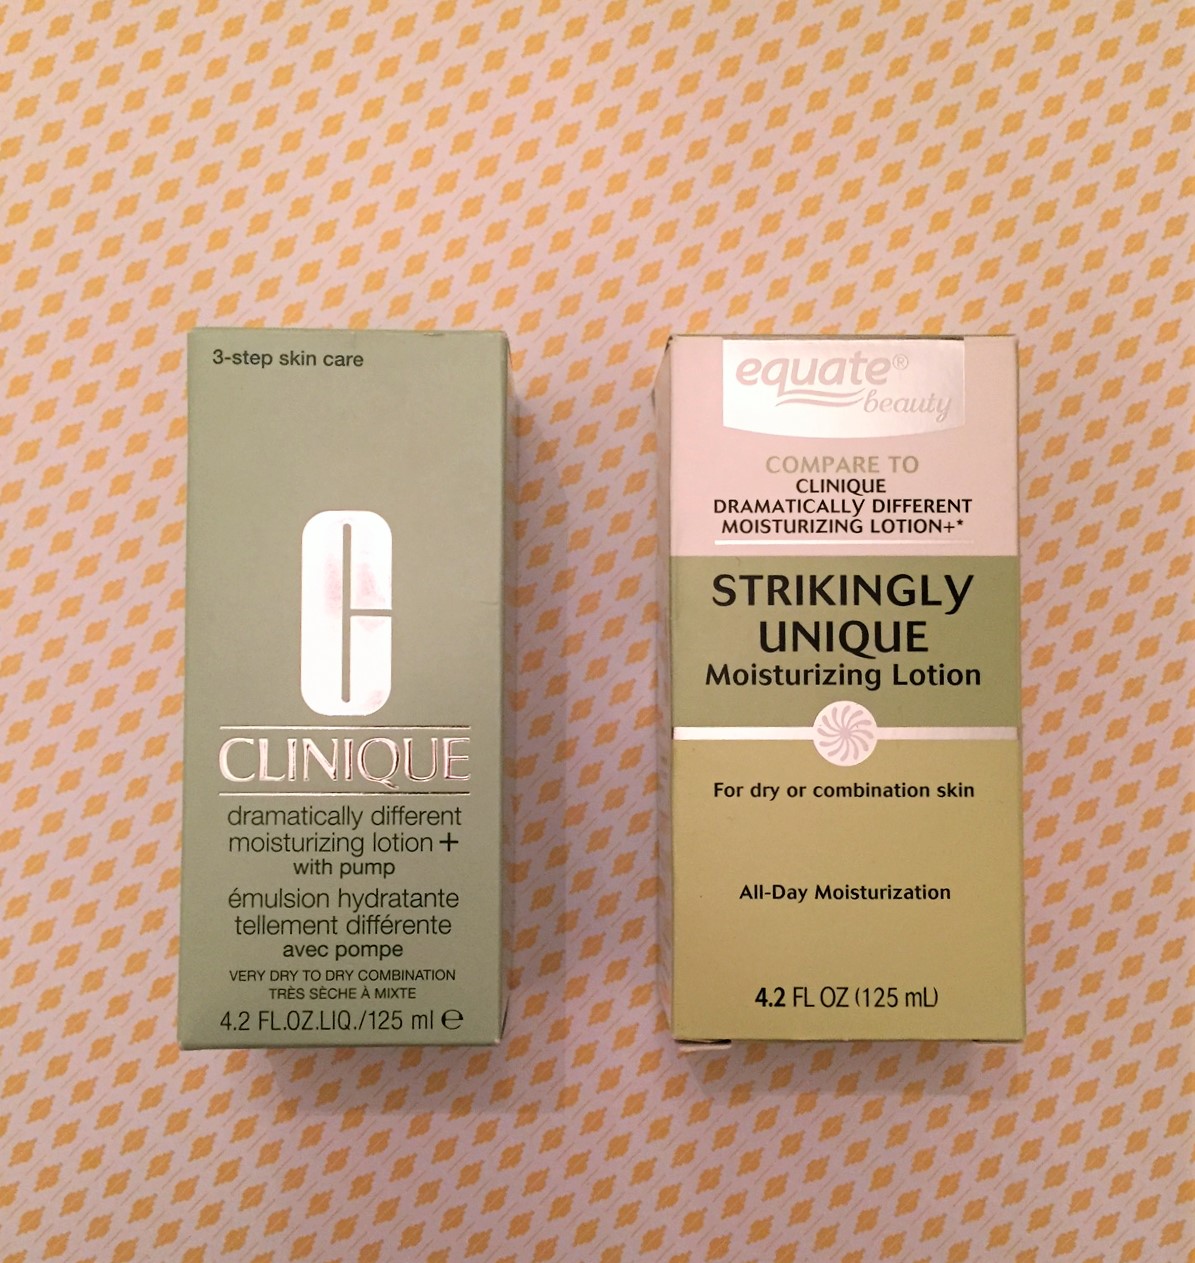 3-step skin care
CLINIQUE
dramatically different
moisturizing lotion +
with pump
émulsion hydratante
tellement différente
avec pompe
VERY DRY TO DRY COMBINATION
TRÈS SÈCHE À MIXTE
4.2 FL.OZ.LIQ./125 ml ℮
equate®
beauty
COMPARE TO
CLINIQUE
DRAMATICALLY DIFFERENT
MOISTURIZING LOTION+*
STRIKINGLY
UNIQUE
Moisturizing Lotion
For dry or combination skin
All-Day Moisturization
4.2 FL OZ (125 mL)